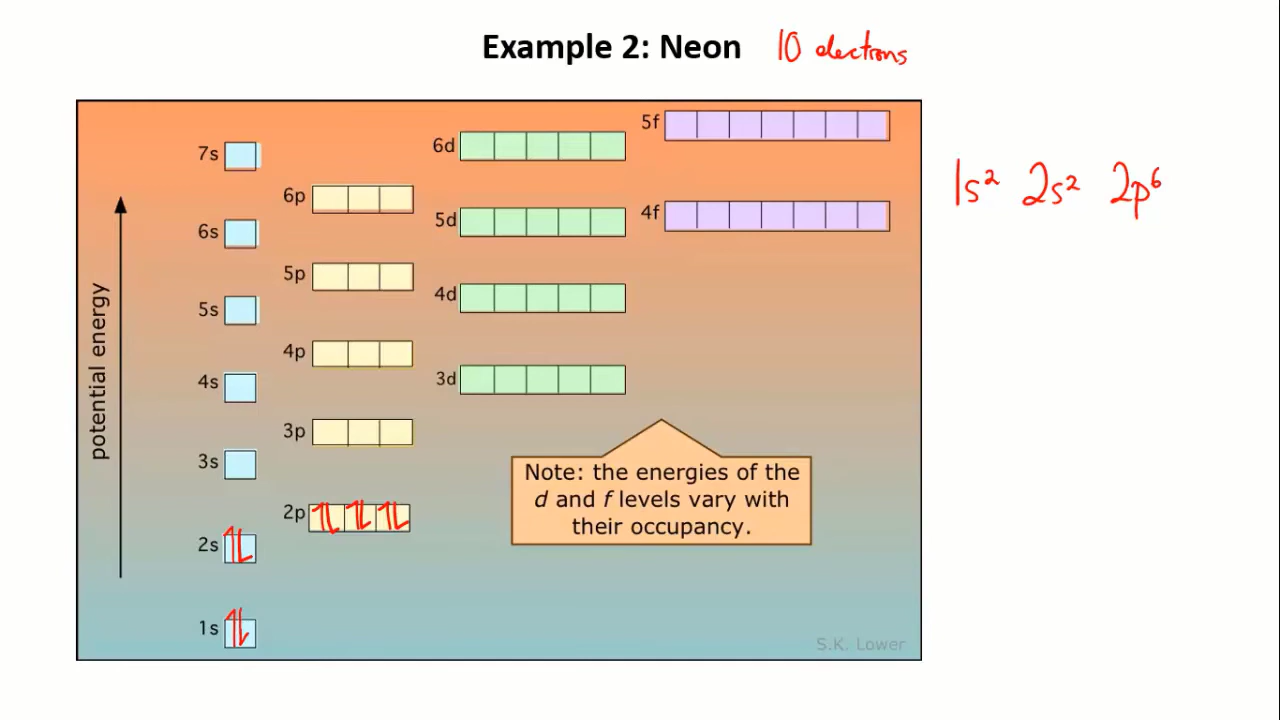 Example 2: Neon 10 electrons
5f
6d
7s
6p
1s² 2s² 2p⁶
4f
5d
6s
5p
4d
5s
4p
3d
4s
potential energy
3p
3s
Note: the energies of the
d and f levels vary with
their occupancy.
2p
2s
1s
S.K. Lower